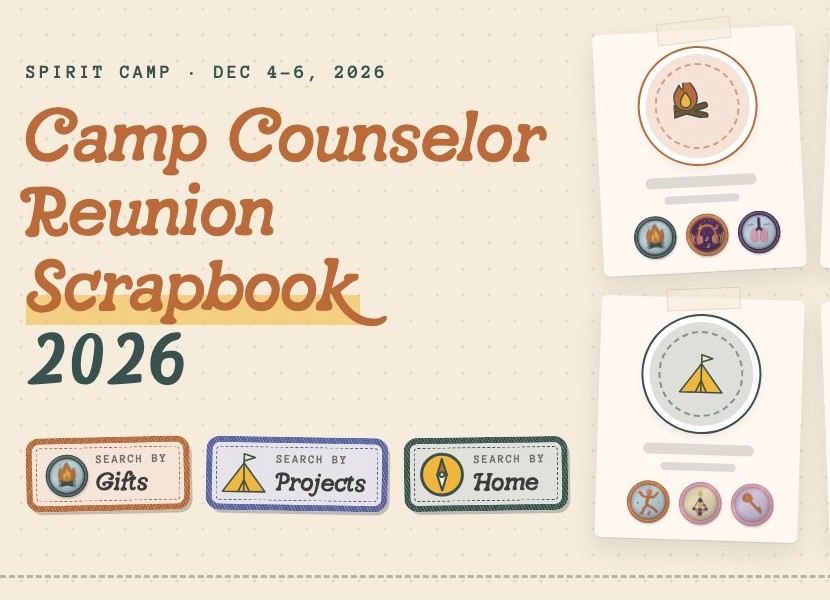 SPIRIT CAMP · DEC 4–6, 2026
Camp Counselor
Reunion
Scrapbook
2026
SEARCH BY
Gifts
SEARCH BY
Projects
SEARCH BY
Home